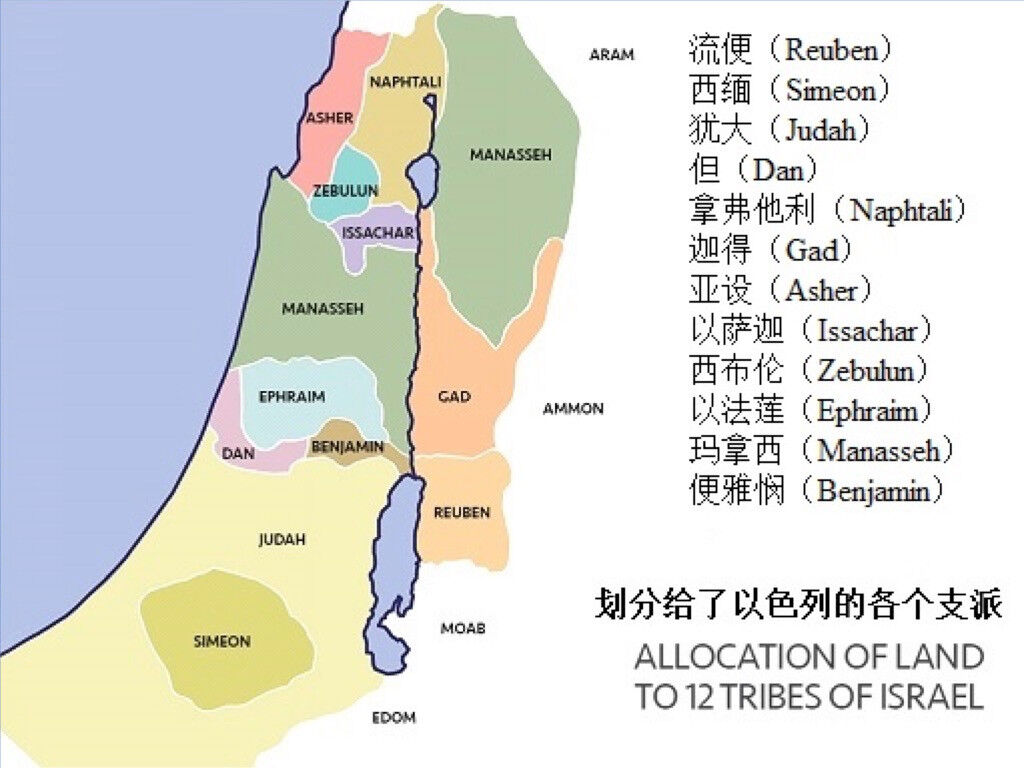 ARAM
NAPHTALI
ASHER
MANASSEH
ZEBULUN
ISSACHAR
MANASSEH
EPHRAIM
GAD
AMMON
DAN
BENJAMIN
REUBEN
JUDAH
MOAB
SIMEON
EDOM
流便（Reuben）
西缅（Simeon）
犹大（Judah）
但（Dan）
拿弗他利（Naphtali）
迦得（Gad）
亚设（Asher）
以萨迦（Issachar）
西布伦（Zebulun）
以法莲（Ephraim）
玛拿西（Manasseh）
便雅悯（Benjamin）
划分给了以色列的各个支派
ALLOCATION OF LAND
TO 12 TRIBES OF ISRAEL